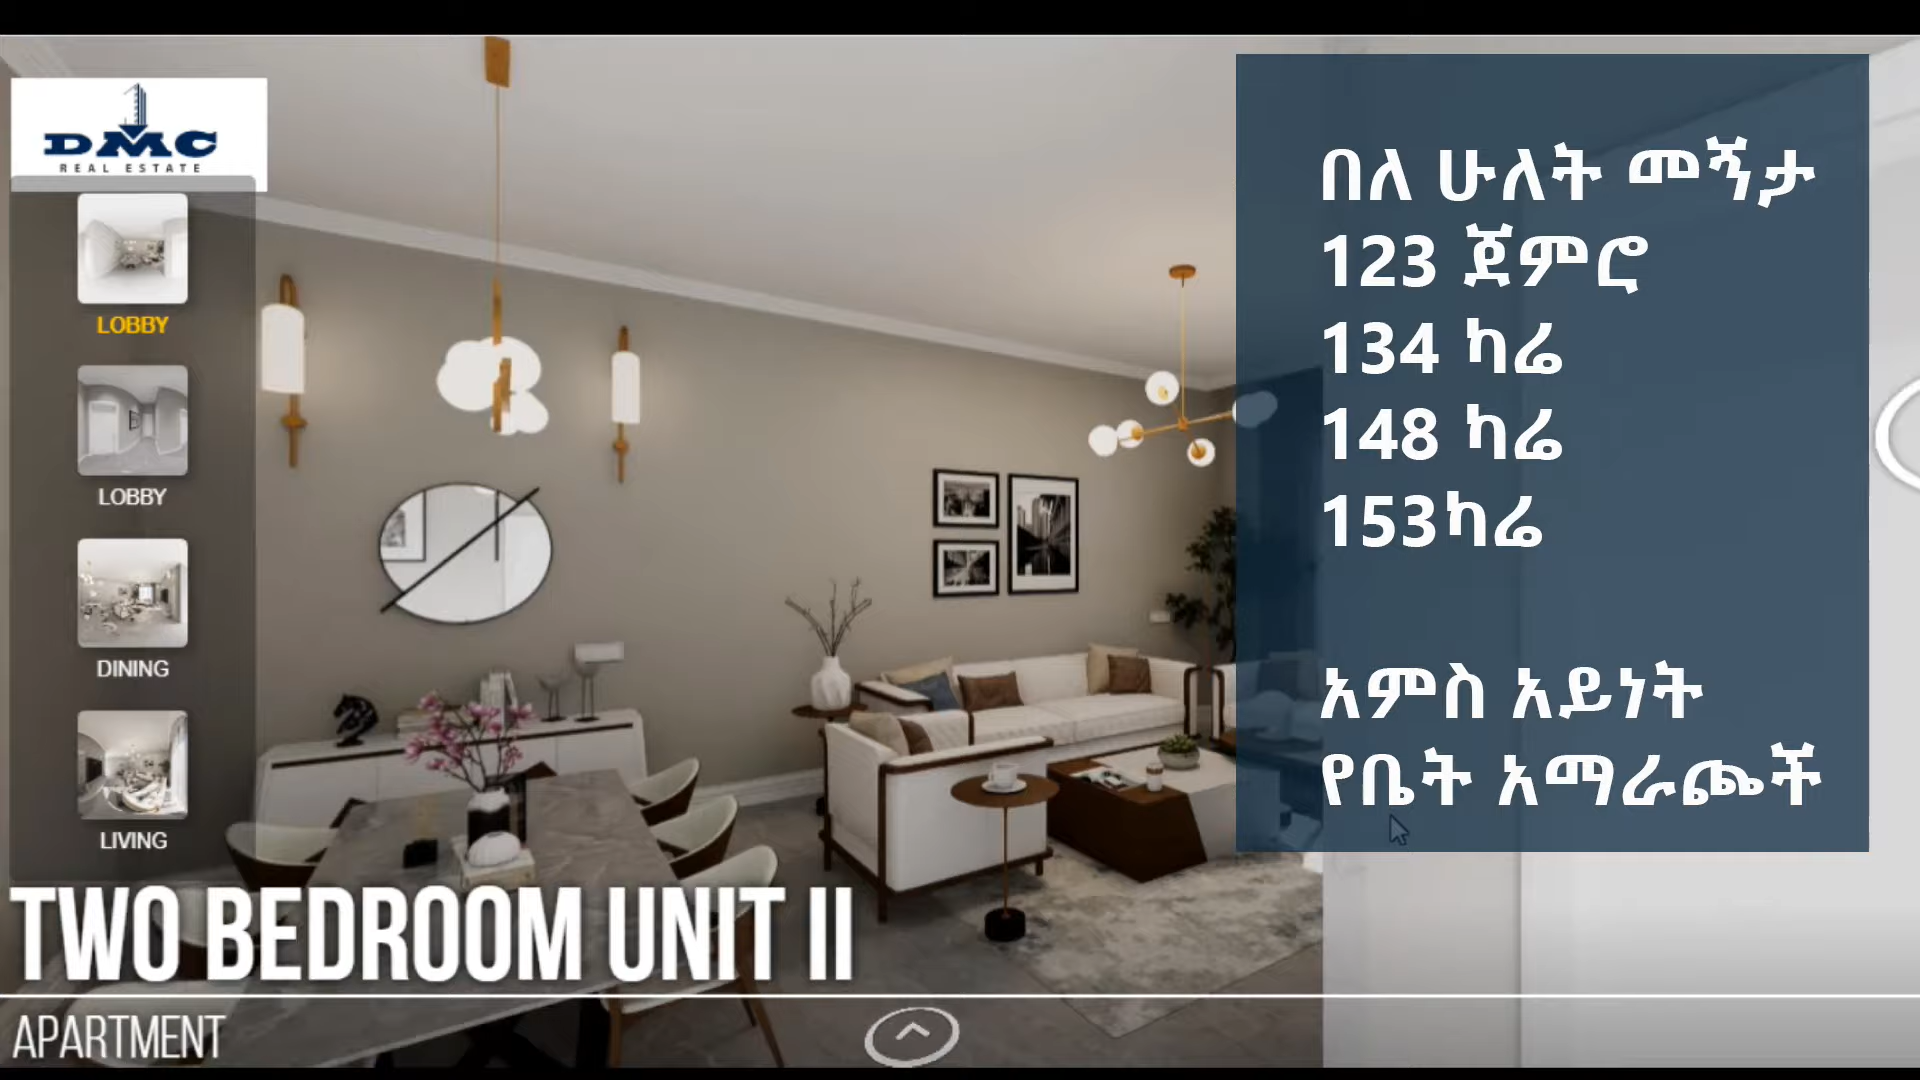 DMC
REAL ESTATE
LOBBY
LOBBY
DINING
LIVING
TWO BEDROOM UNIT II
APARTMENT
በለ ሁለት መኝታ
123 ጀምሮ
134 ካሬ
148 ካሬ
153ካሬ
አምስ አይነት
የቤት አማራጮች